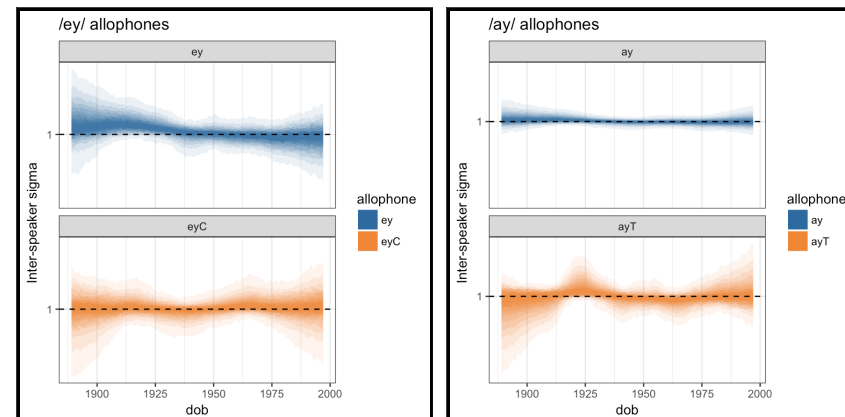 /ey/ allophones
ey
1
eyC
1
Inter-speaker sigma
1900 1925 1950 1975 2000
dob
allophone
ey
eyC
/ay/ allophones
ay
1
ayT
1
Inter-speaker sigma
1900 1925 1950 1975 2000
dob
allophone
ay
ayT